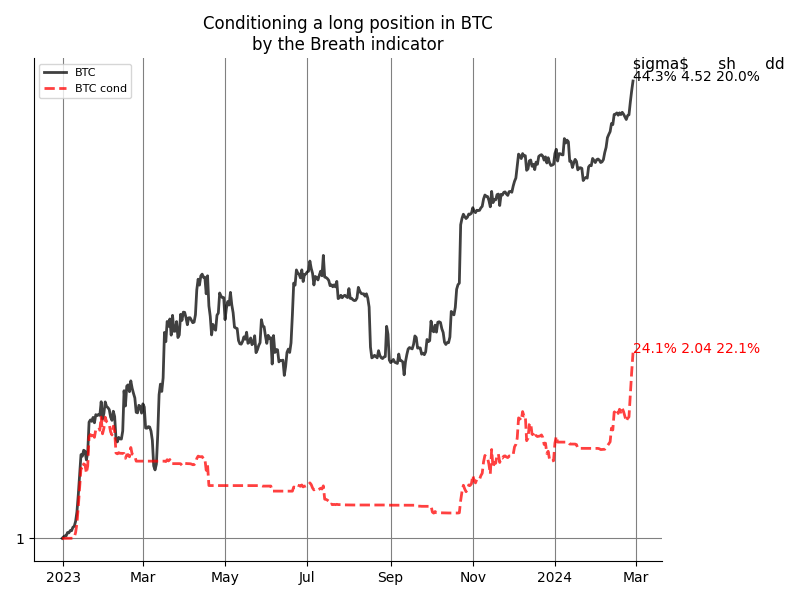 Conditioning a long position in BTC
by the Breath indicator
$igma$ sh dd
44.3% 4.52 20.0%
BTC
BTC cond
24.1% 2.04 22.1%
1
2023 Mar May Jul Sep Nov 2024 Mar